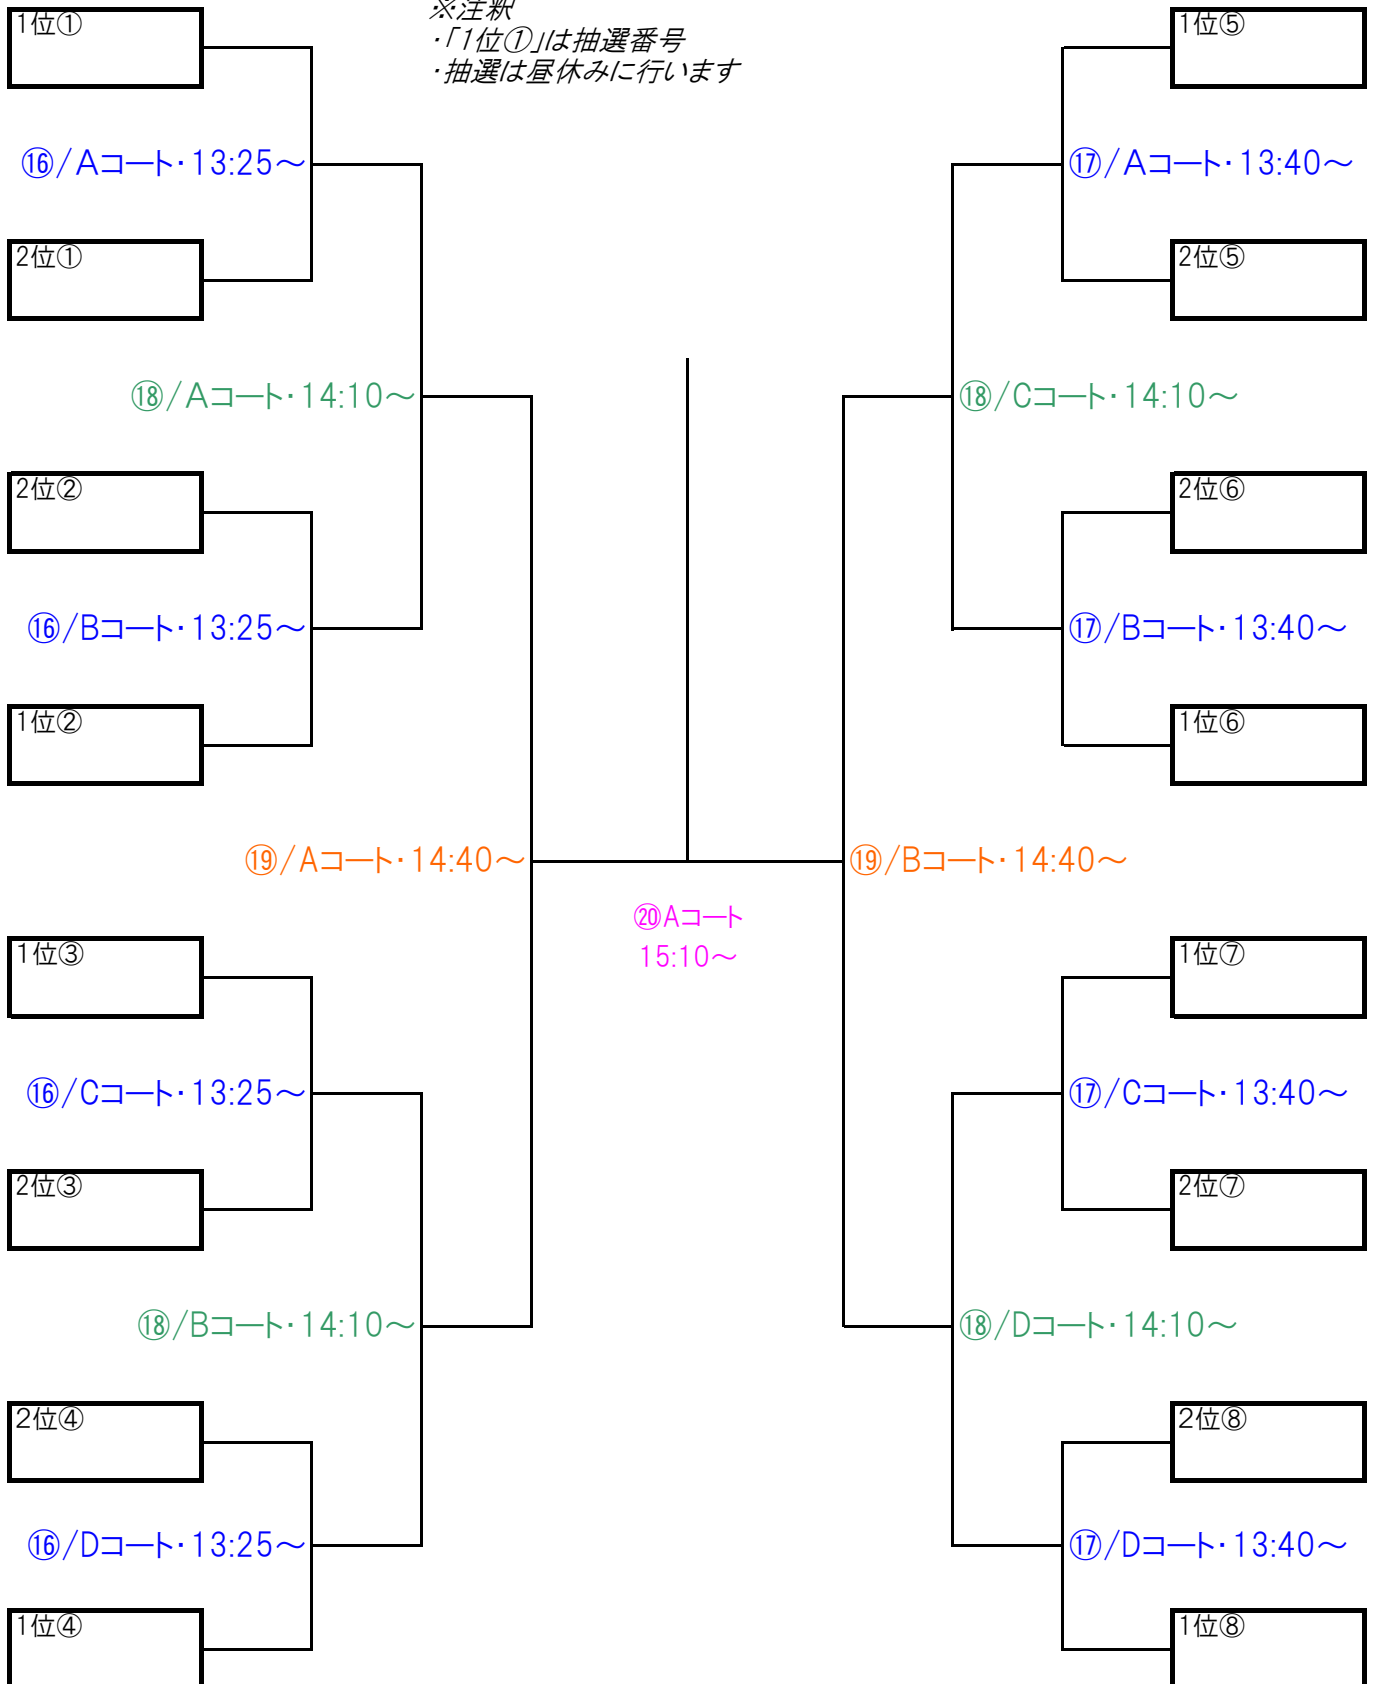 ※注釈
・「1位①」は抽選番号
・抽選は昼休みに行います
1位①
⑯/Aコート・13:25～
2位①
⑱/Aコート・14:10～
2位②
⑯/Bコート・13:25～
1位②
⑲/Aコート・14:40～
1位③
⑯/Cコート・13:25～
2位③
⑱/Bコート・14:10～
2位④
⑯/Dコート・13:25～
1位④
⑳Aコート
15:10～
1位⑤
⑰/Aコート・13:40～
2位⑤
⑱/Cコート・14:10～
2位⑥
⑰/Bコート・13:40～
1位⑥
⑲/Bコート・14:40～
1位⑦
⑰/Cコート・13:40～
2位⑦
⑱/Dコート・14:10～
2位⑧
⑰/Dコート・13:40～
1位⑧